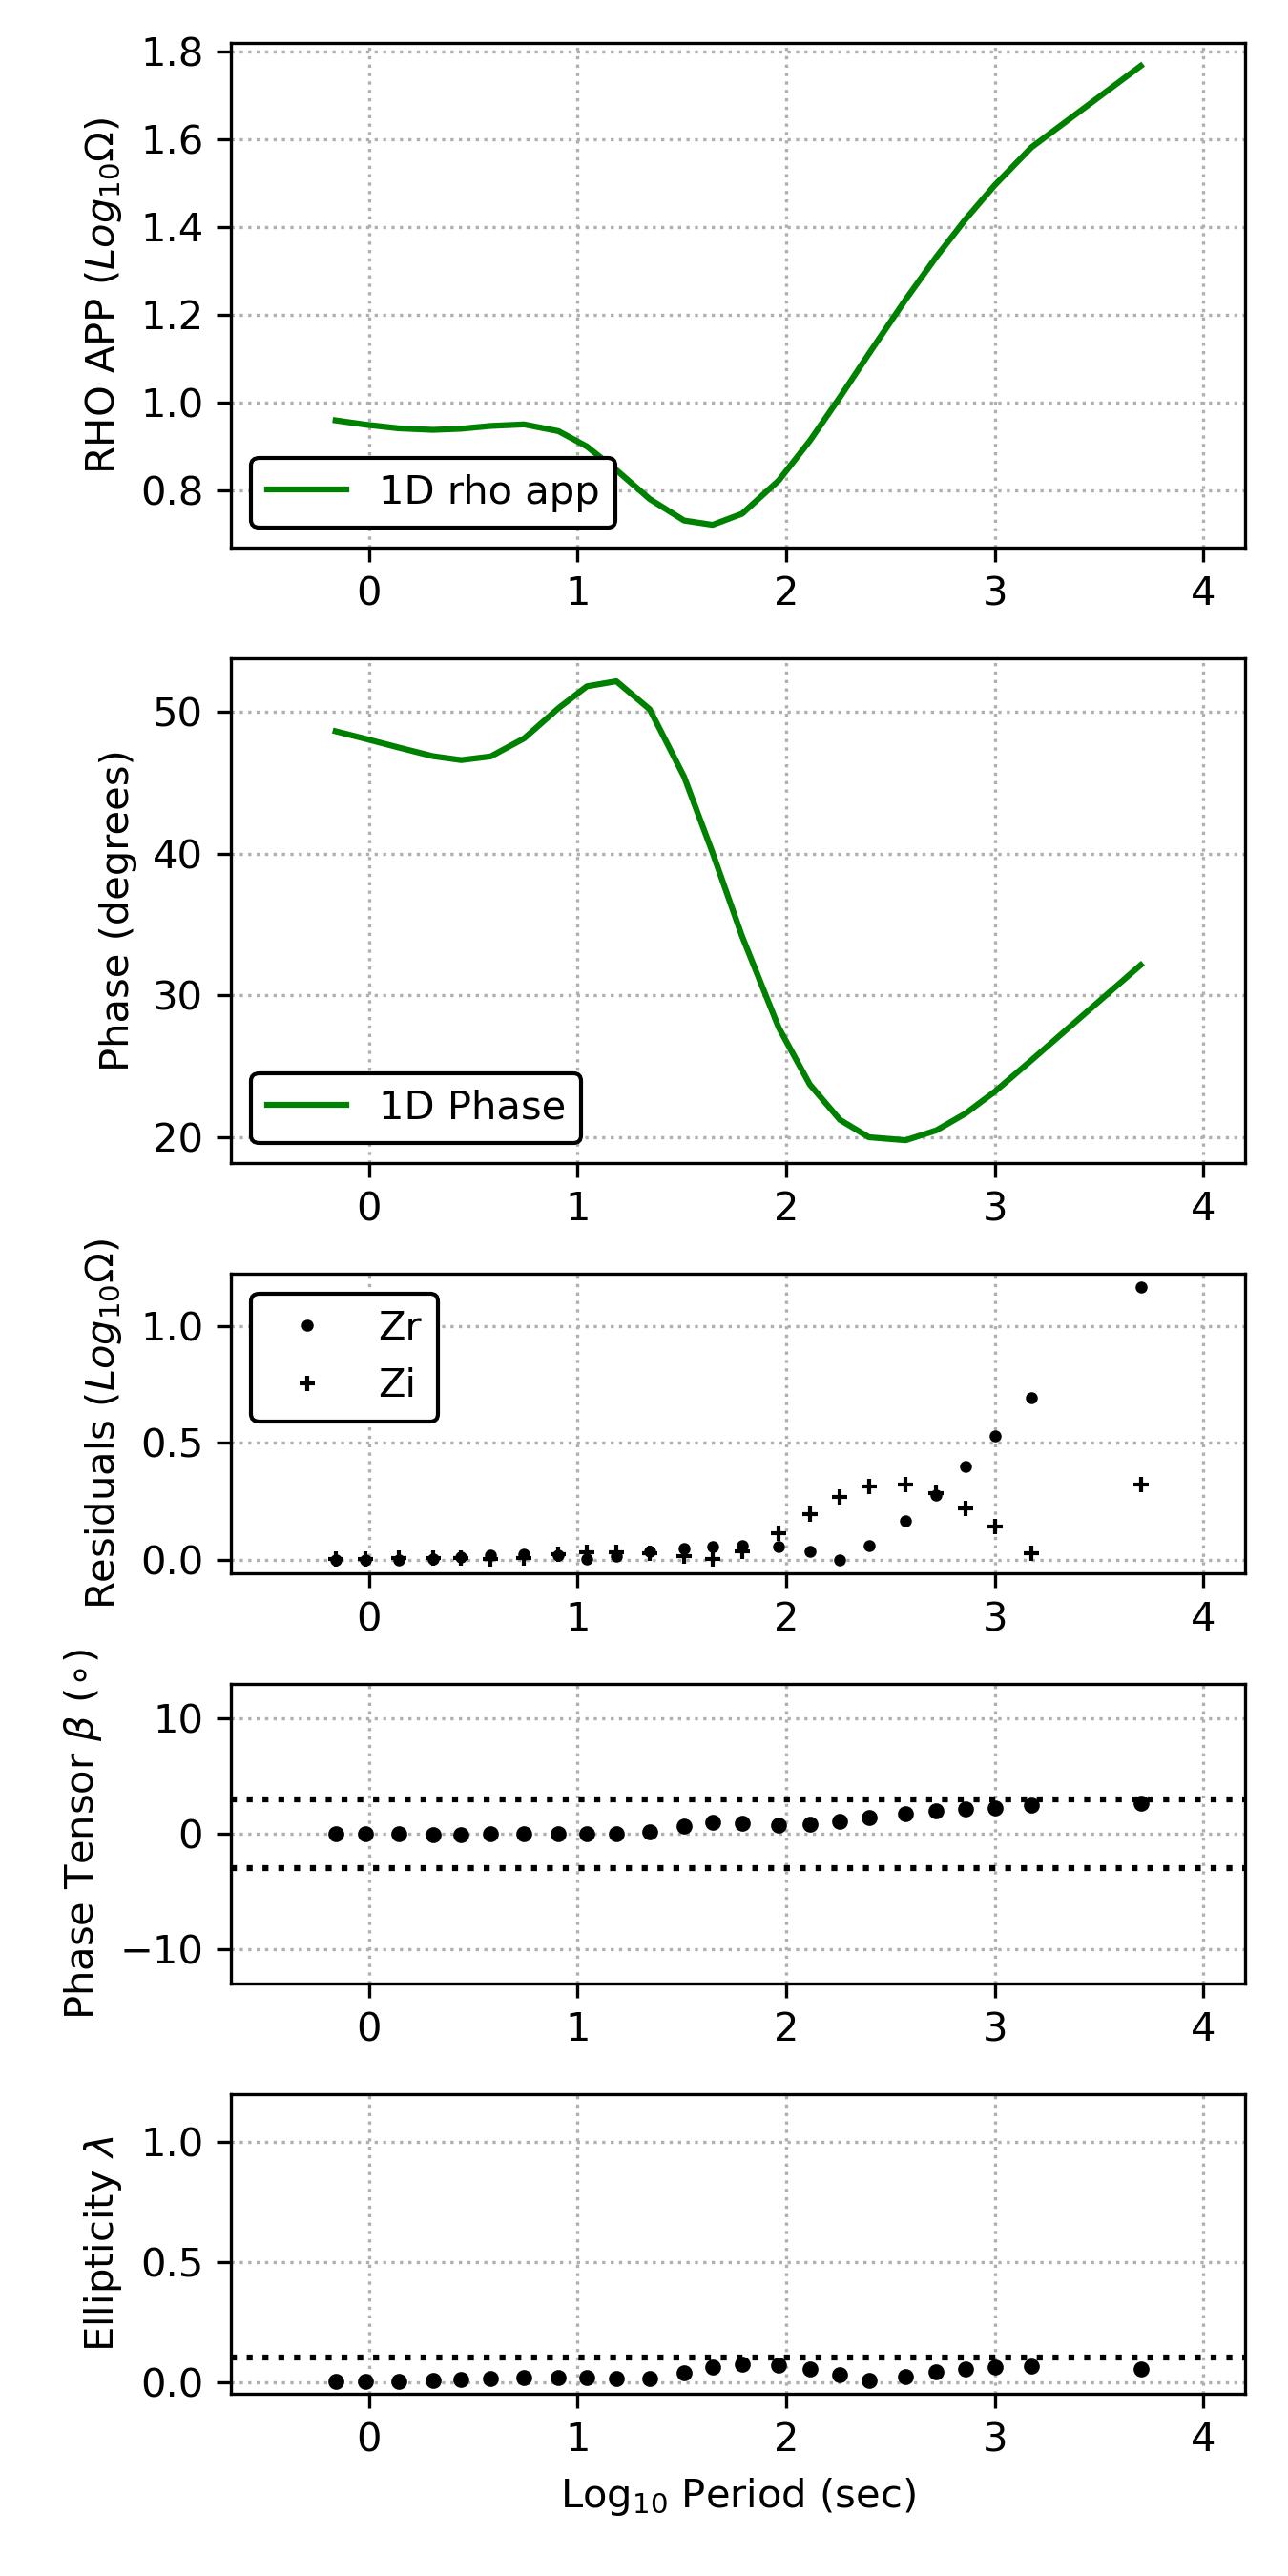 RHO APP (Log₁₀Ω)
1.8
1.6
1.4
1.2
1.0
0.8
1D rho app
0 1 2 3 4
Phase (degrees)
50
40
30
20
1D Phase
0 1 2 3 4
Residuals (Log₁₀Ω)
1.0
0.5
0.0
Zr
Zi
0 1 2 3 4
Phase Tensor β (∘)
10
0
−10
0 1 2 3 4
Ellipticity λ
1.0
0.5
0.0
0 1 2 3 4
Log₁₀ Period (sec)